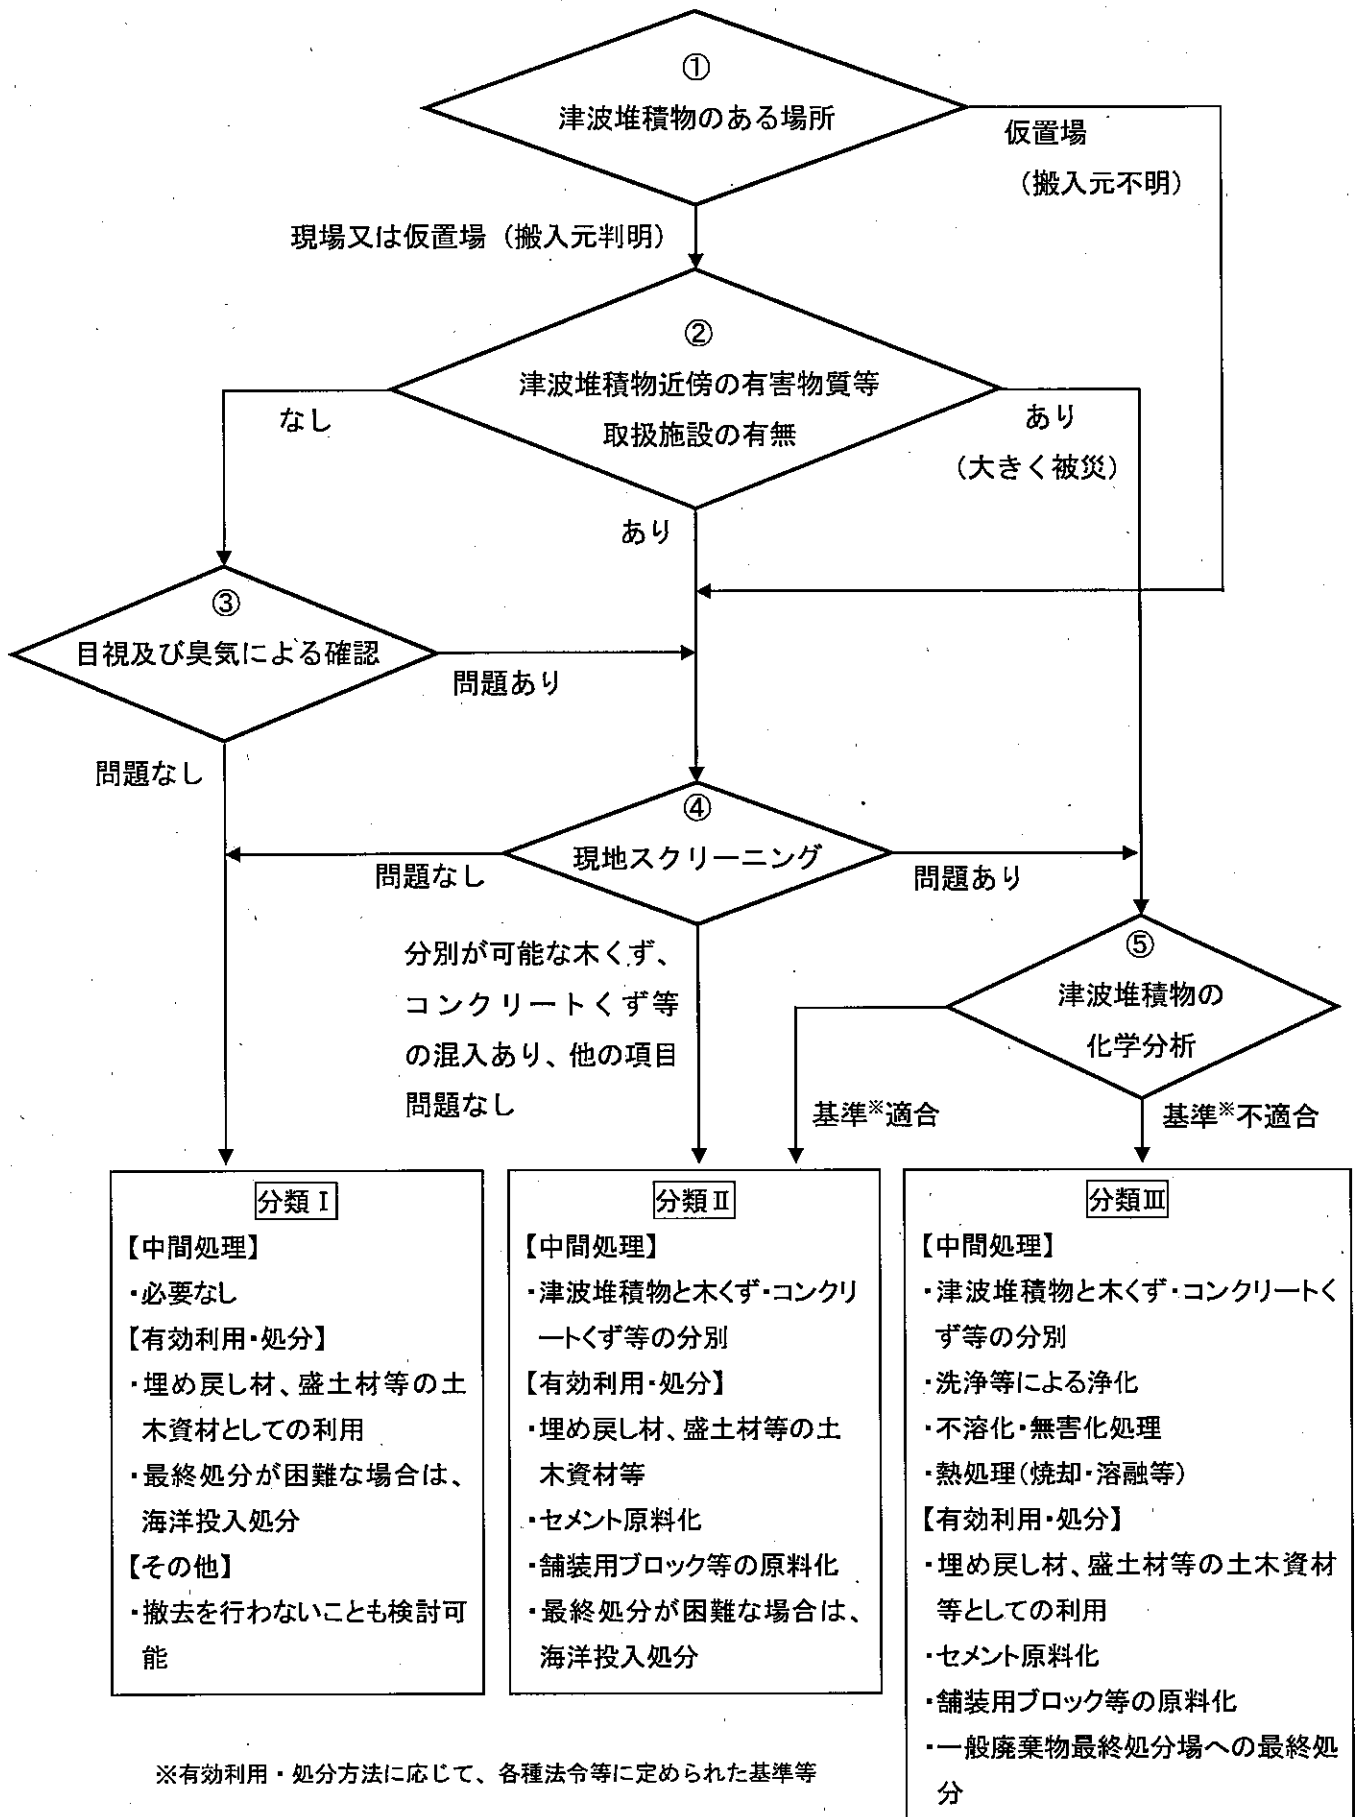 ①
津波堆積物のある場所
仮置場
（搬入元不明）
現場又は仮置場（搬入元判明）
②
津波堆積物近傍の有害物質等
取扱施設の有無
なし
あり
（大きく被災）
あり
③
目視及び臭気による確認
問題あり
問題なし
④
現地スクリーニング
問題なし
問題あり
分別が可能な木くず、
コンクリートくず等
の混入あり、他の項目
問題なし
⑤
津波堆積物の
化学分析
基準※適合
基準※不適合
分類Ⅰ
【中間処理】
・必要なし
【有効利用・処分】
・埋め戻し材、盛土材等の土
木資材としての利用
・最終処分が困難な場合は、
海洋投入処分
【その他】
・撤去を行わないことも検討可
能
分類Ⅱ
【中間処理】
・津波堆積物と木くず・コンクリ
ートくず等の分別
【有効利用・処分】
・埋め戻し材、盛土材等の土
木資材等
・セメント原料化
・舗装用ブロック等の原料化
・最終処分が困難な場合は、
海洋投入処分
分類Ⅲ
【中間処理】
・津波堆積物と木くず・コンクリートく
ず等の分別
・洗浄等による浄化
・不溶化・無害化処理
・熱処理（焼却・溶融等）
【有効利用・処分】
・埋め戻し材、盛土材等の土木資材
等としての利用
・セメント原料化
・舗装用ブロック等の原料化
・一般廃棄物最終処分場への最終処
分
※有効利用・処分方法に応じて、各種法令等に定められた基準等